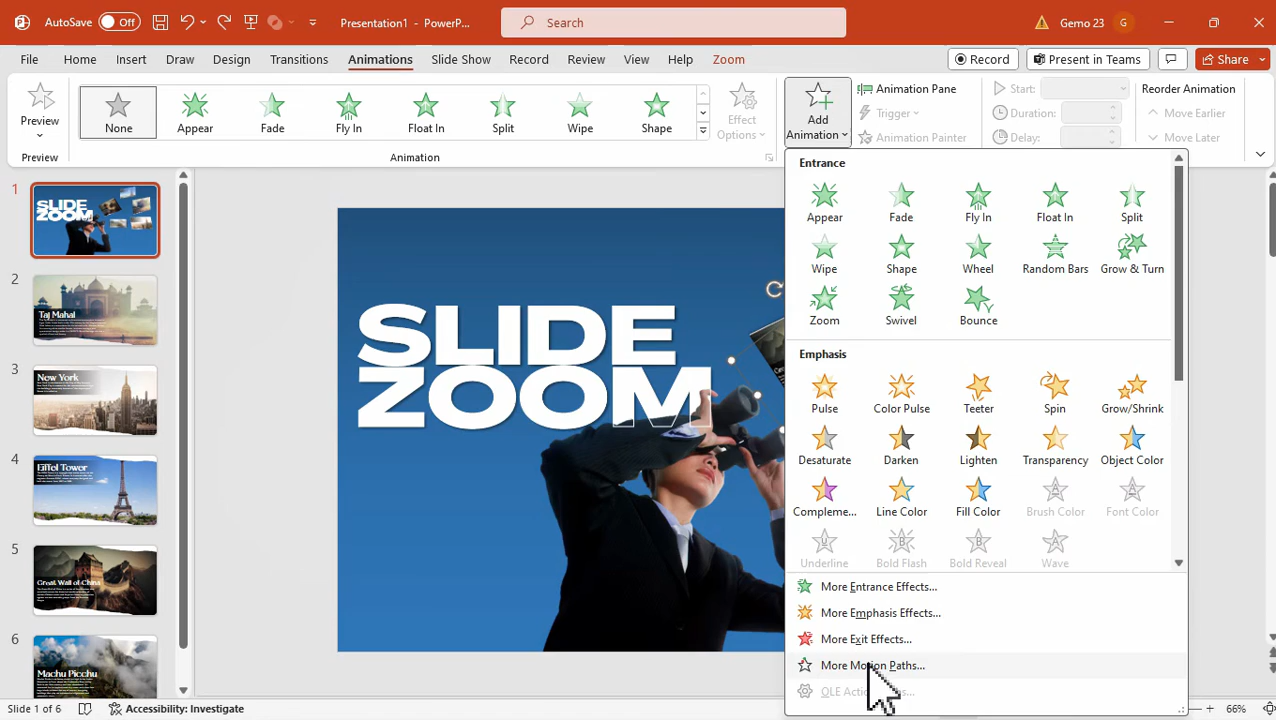 AutoSave Off Presentation1 - PowerP... Search Gemo 23 G
File Home Insert Draw Design Transitions Animations Slide Show Record Review View Help Zoom Record Present in Teams Share
Preview
None Appear Fade Fly In Float In Split Wipe Shape
Effect Options
Add Animation
Animation Pane
Trigger
Animation Painter
Start:
Duration:
Delay:
Reorder Animation
Move Earlier
Move Later
Preview Animation
Entrance
Appear Fade Fly In Float In Split
Wipe Shape Wheel Random Bars Grow & Turn
Zoom Swivel Bounce
Emphasis
Pulse Color Pulse Teeter Spin Grow/Shrink
Desaturate Darken Lighten Transparency Object Color
Compleme... Line Color Fill Color Brush Color Font Color
Underline Bold Flash Bold Reveal Wave
More Entrance Effects...
More Emphasis Effects...
More Exit Effects...
More Motion Paths...
1
SLIDE
ZOOM
2
Taj Mahal
3
New York
4
Eiffel Tower
5
Great Wall of China
6
Machu Picchu
SLIDE
ZOOM
Slide 1 of 6 Accessibility: Investigate 66%